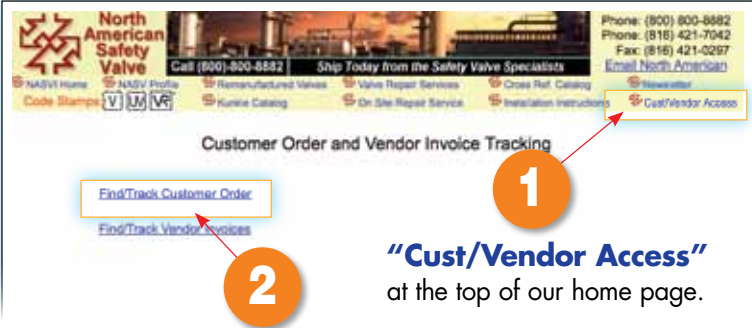 North
American
Safety
Valve
Call (800)-800-8882 Ship Today from the Safety Valve Specialists
Phone: (800) 800-8882
Phone: (816) 421-7042
Fax: (816) 421-0297
Email North American
NASVI Home NASVI Profile Remanufactured Valves Valve Repair Services Cross Ref. Catalog Newsletter
Code Stamps V UV VR Kunkle Catalog On Site Repair Service Installation Instructions Cust/Vendor Access
Customer Order and Vendor Invoice Tracking
Find/Track Customer Order
Find/Track Vendor Invoices
1
2
“Cust/Vendor Access”
at the top of our home page.